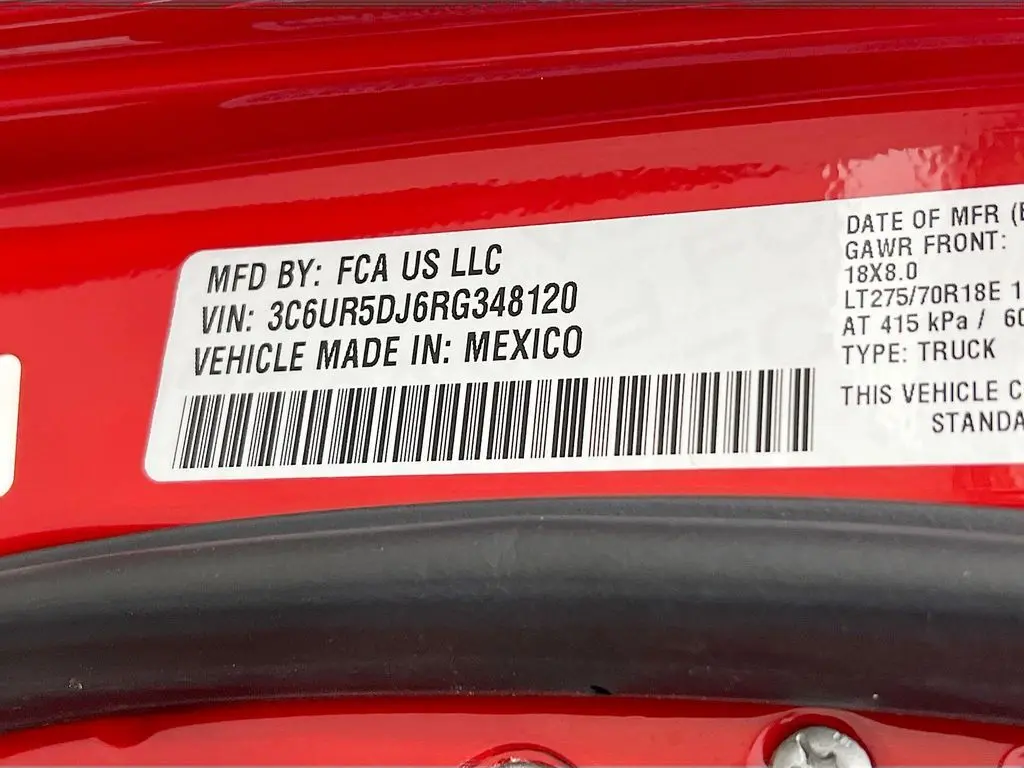 MFD BY: FCA US LLC
VIN: 3C6UR5DJ6RG348120
VEHICLE MADE IN: MEXICO
DATE OF MFR
GAWR FRONT:
18X8.0
LT275/70R18E
AT 415 kPa /
TYPE: TRUCK
THIS VEHICLE